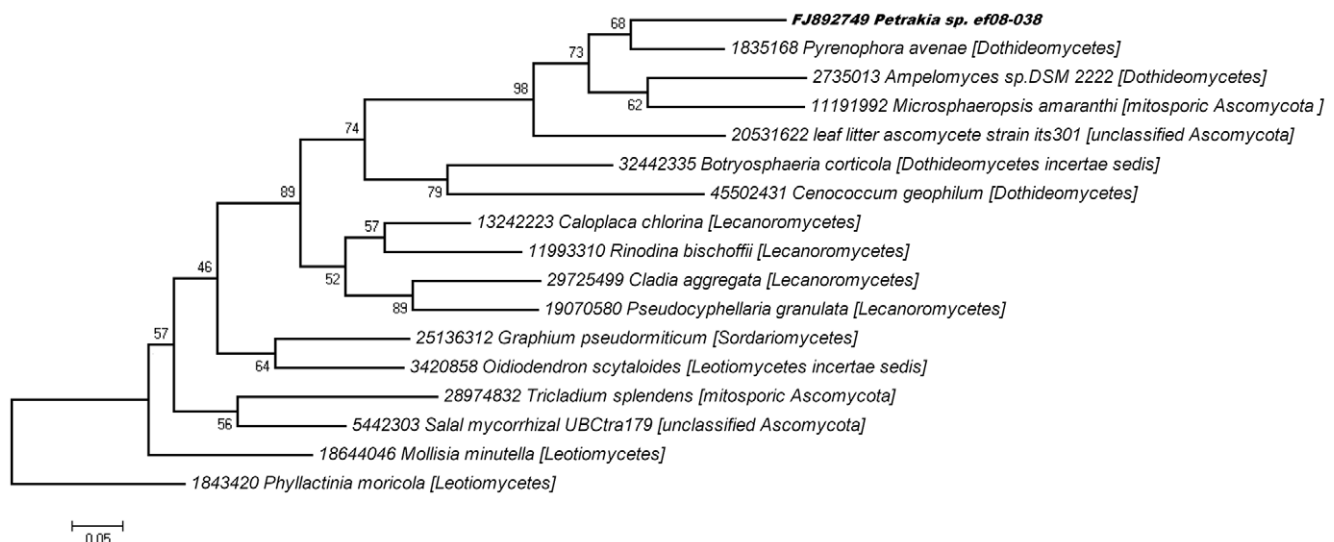 FJ892749 Petrakia sp. ef08-038
68
1835168 Pyrenophora avenae [Dothideomycetes]
73
2735013 Ampelomyces sp.DSM 2222 [Dothideomycetes]
98
62
11191992 Microsphaeropsis amaranthi [mitosporic Ascomycota ]
74
20531622 leaf litter ascomycete strain its301 [unclassified Ascomycota]
32442335 Botryosphaeria corticola [Dothideomycetes incertae sedis]
89
79
45502431 Cenococcum geophilum [Dothideomycetes]
13242223 Caloplaca chlorina [Lecanoromycetes]
57
11993310 Rinodina bischoffii [Lecanoromycetes]
46
52
29725499 Cladia aggregata [Lecanoromycetes]
89
19070580 Pseudocyphellaria granulata [Lecanoromycetes]
57
25136312 Graphium pseudormiticum [Sordariomycetes]
64
3420858 Oidiodendron scytaloides [Leotiomycetes incertae sedis]
28974832 Tricladium splendens [mitosporic Ascomycota]
56
5442303 Salal mycorrhizal UBCtra179 [unclassified Ascomycota]
18644046 Mollisia minutella [Leotiomycetes]
1843420 Phyllactinia moricola [Leotiomycetes]
0.05